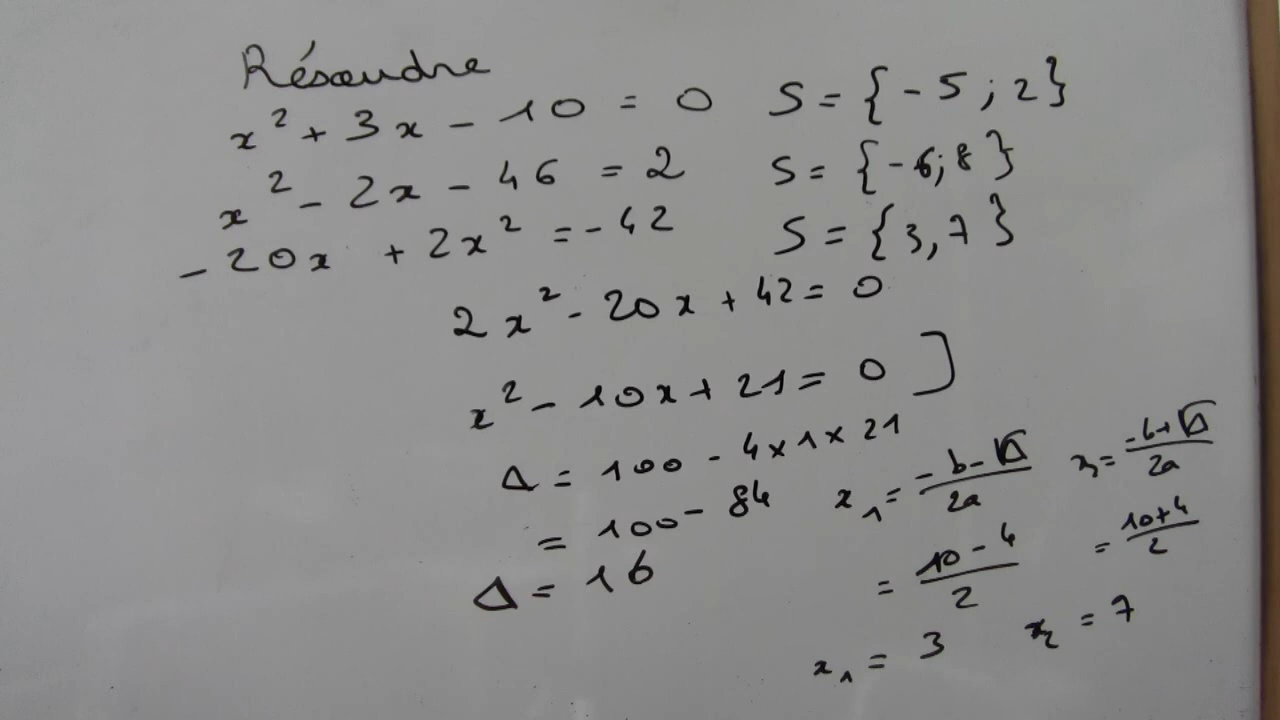 Résoudre
x² + 3x - 10 = 0 S = {-5 ; 2}
x² - 2x - 46 = 2 S = {-6 ; 8}
-20x + 2x² = -42 S = {3, 7}
2x² - 20x + 42 = 0
x² - 10x + 21 = 0 ]
Δ = 100 - 4 × 1 × 21
= 100 - 84
Δ = 16
x₁ = (-b - √Δ)/2a x₂ = (-b + √Δ)/2a
= (10 - 4)/2 = (10 + 4)/2
x₁ = 3 x₂ = 7